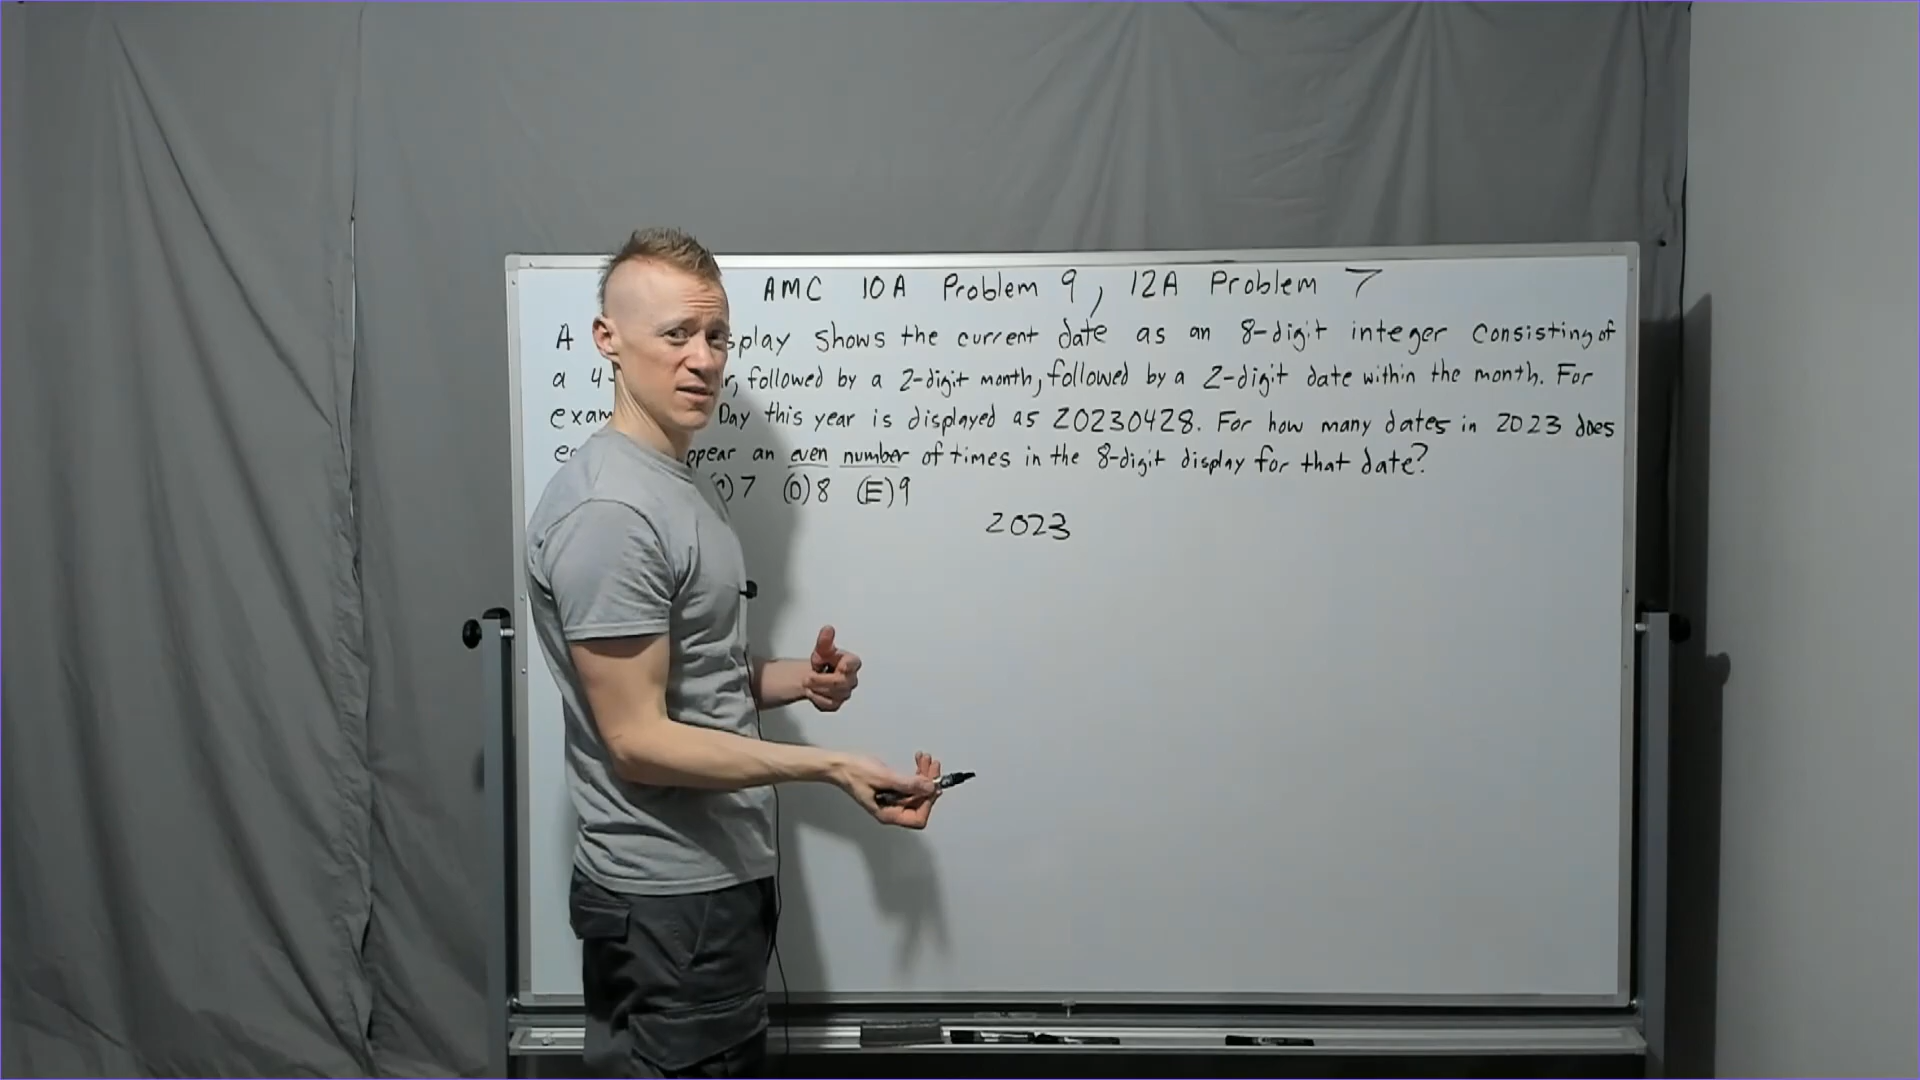 AMC 10A Problem 9, 12A Problem 7
A splay shows the current date as an 8-digit integer consisting of
a 4- r, followed by a 2-digit month, followed by a 2-digit date within the month. For
exam Day this year is displayed as 20230428. For how many dates in 2023 does
ppear an even number of times in the 8-digit display for that date?
)7 (D)8 (E)9
2023